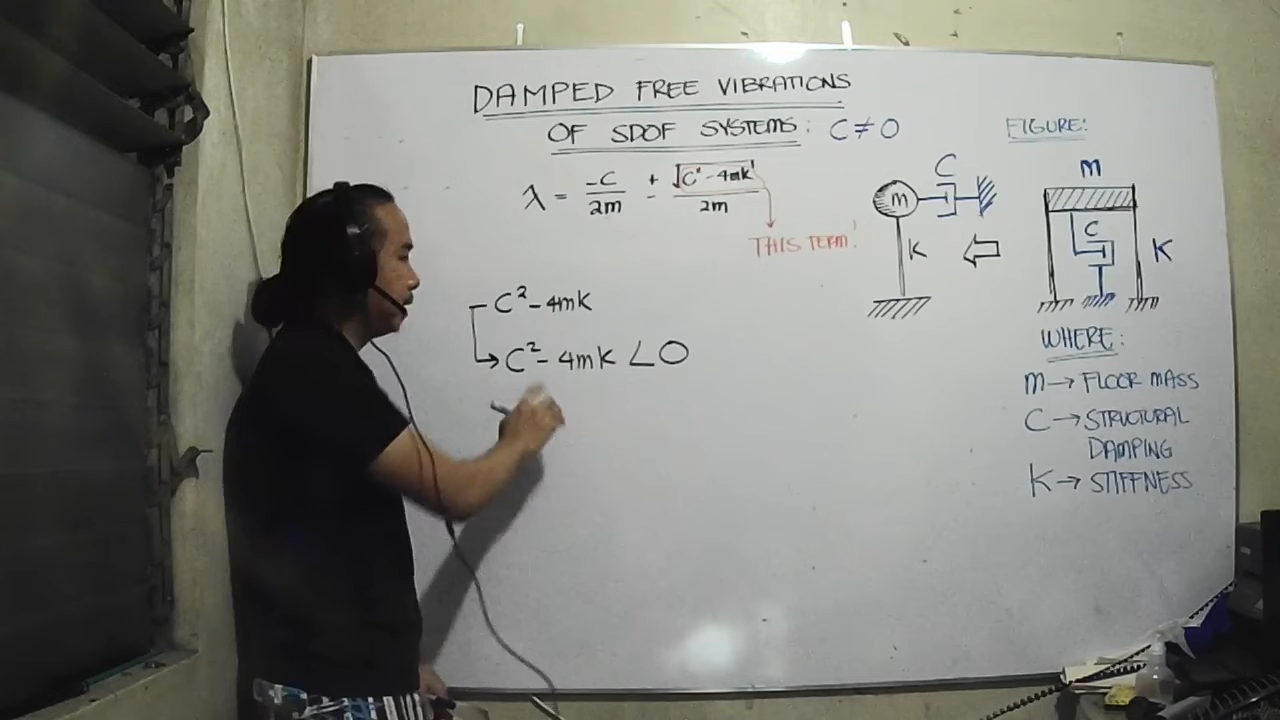 DAMPED FREE VIBRATIONS
OF SDOF SYSTEMS: C ≠ 0
λ = -C/2m ± √(C² - 4mk)/2m
THIS TERM!
C² - 4mk
C² - 4mk < 0
FIGURE:
m
C
k
M
C
K
WHERE:
m → FLOOR MASS
C → STRUCTURAL
DAMPING
K → STIFFNESS